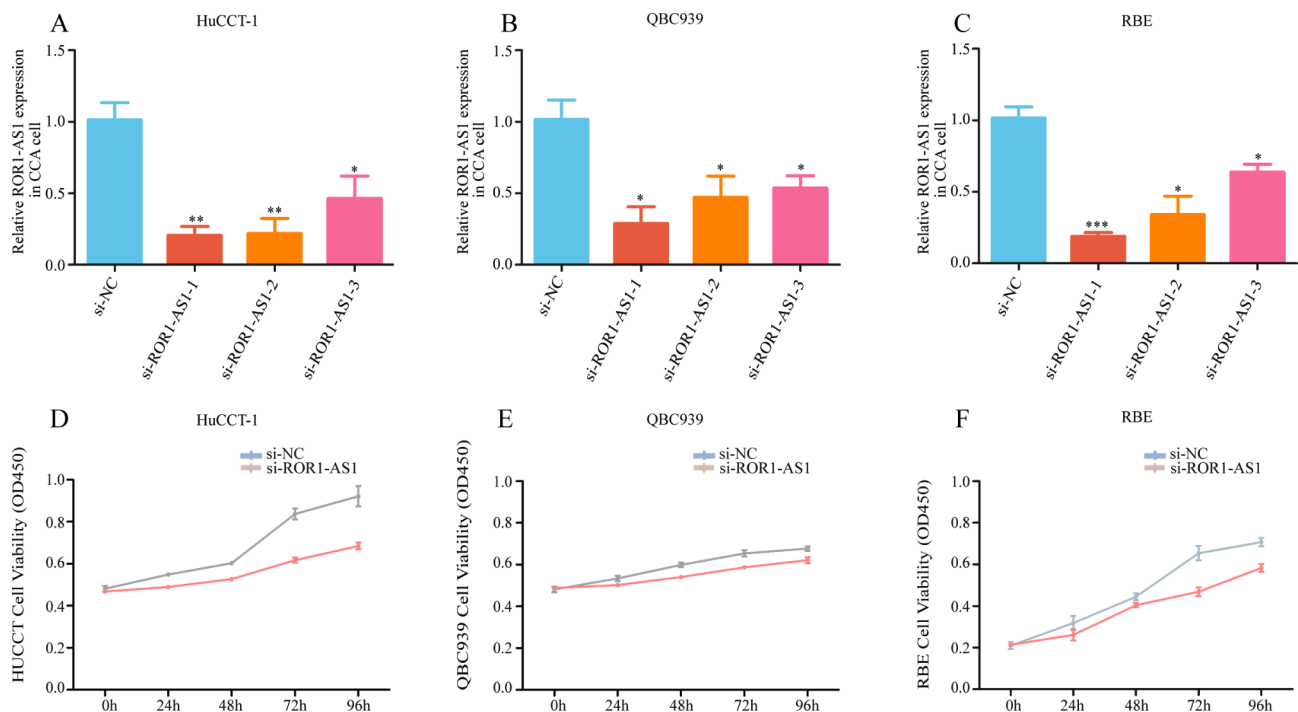 A
HuCCT-1
Relative ROR1-AS1 expression
in CCA cell
1.5
1.0
0.5
0.0
**
**
*
si-NC
si-ROR1-AS1-1
si-ROR1-AS1-2
si-ROR1-AS1-3
B
QBC939
Relative ROR1-AS1 expression
in CCA cell
1.5
1.0
0.5
0.0
*
*
*
si-NC
si-ROR1-AS1-1
si-ROR1-AS1-2
si-ROR1-AS1-3
C
RBE
Relative ROR1-AS1 expression
in CCA cell
1.5
1.0
0.5
0.0
***
*
*
si-NC
si-ROR1-AS1-1
si-ROR1-AS1-2
si-ROR1-AS1-3
D
HuCCT-1
si-NC
si-ROR1-AS1
HUCCT Cell Viability (OD450)
1.0
0.8
0.6
0.4
0.2
0.0
0h 24h 48h 72h 96h
E
QBC939
si-NC
si-ROR1-AS1
QBC939 Cell Viability (OD450)
1.0
0.8
0.6
0.4
0.2
0.0
0h 24h 48h 72h 96h
F
RBE
si-NC
si-ROR1-AS1
RBE Cell Viability (OD450)
1.0
0.8
0.6
0.4
0.2
0.0
0h 24h 48h 72h 96h